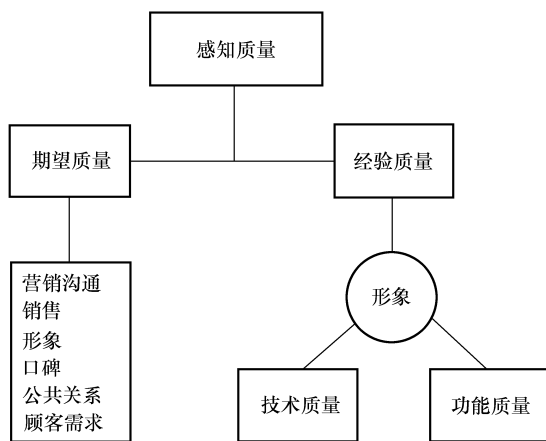 感知质量
期望质量
经验质量
营销沟通
销售
形象
口碑
公共关系
顾客需求
形象
技术质量
功能质量